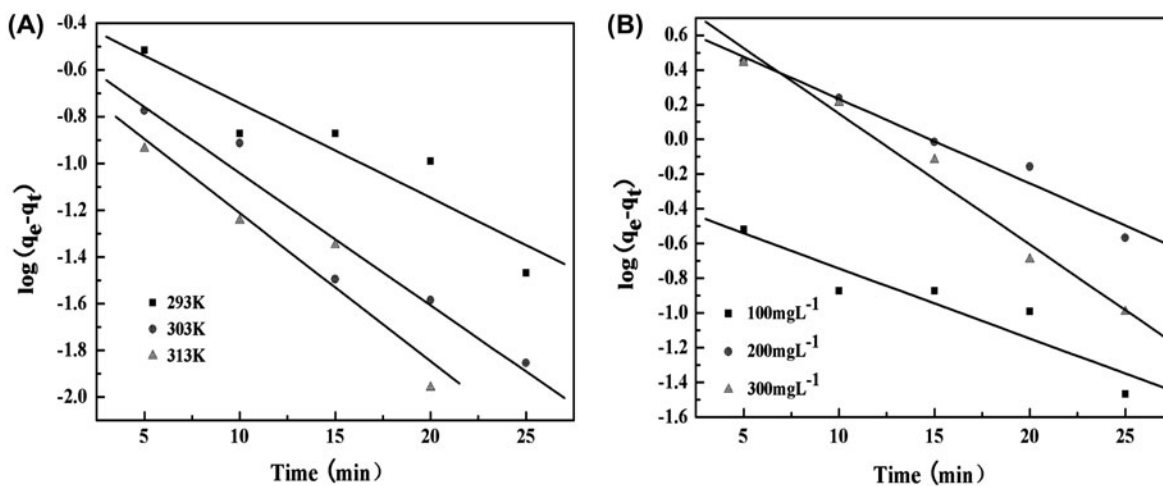 (A)
log (qe-qt)
-0.4
-0.6
-0.8
-1.0
-1.2
-1.4
-1.6
-1.8
-2.0
293K
303K
313K
5 10 15 20 25
Time (min)
(B)
log (qe-qt)
0.6
0.4
0.2
0.0
-0.2
-0.4
-0.6
-0.8
-1.0
-1.2
-1.4
-1.6
100mgL-1
200mgL-1
300mgL-1
5 10 15 20 25
Time (min)